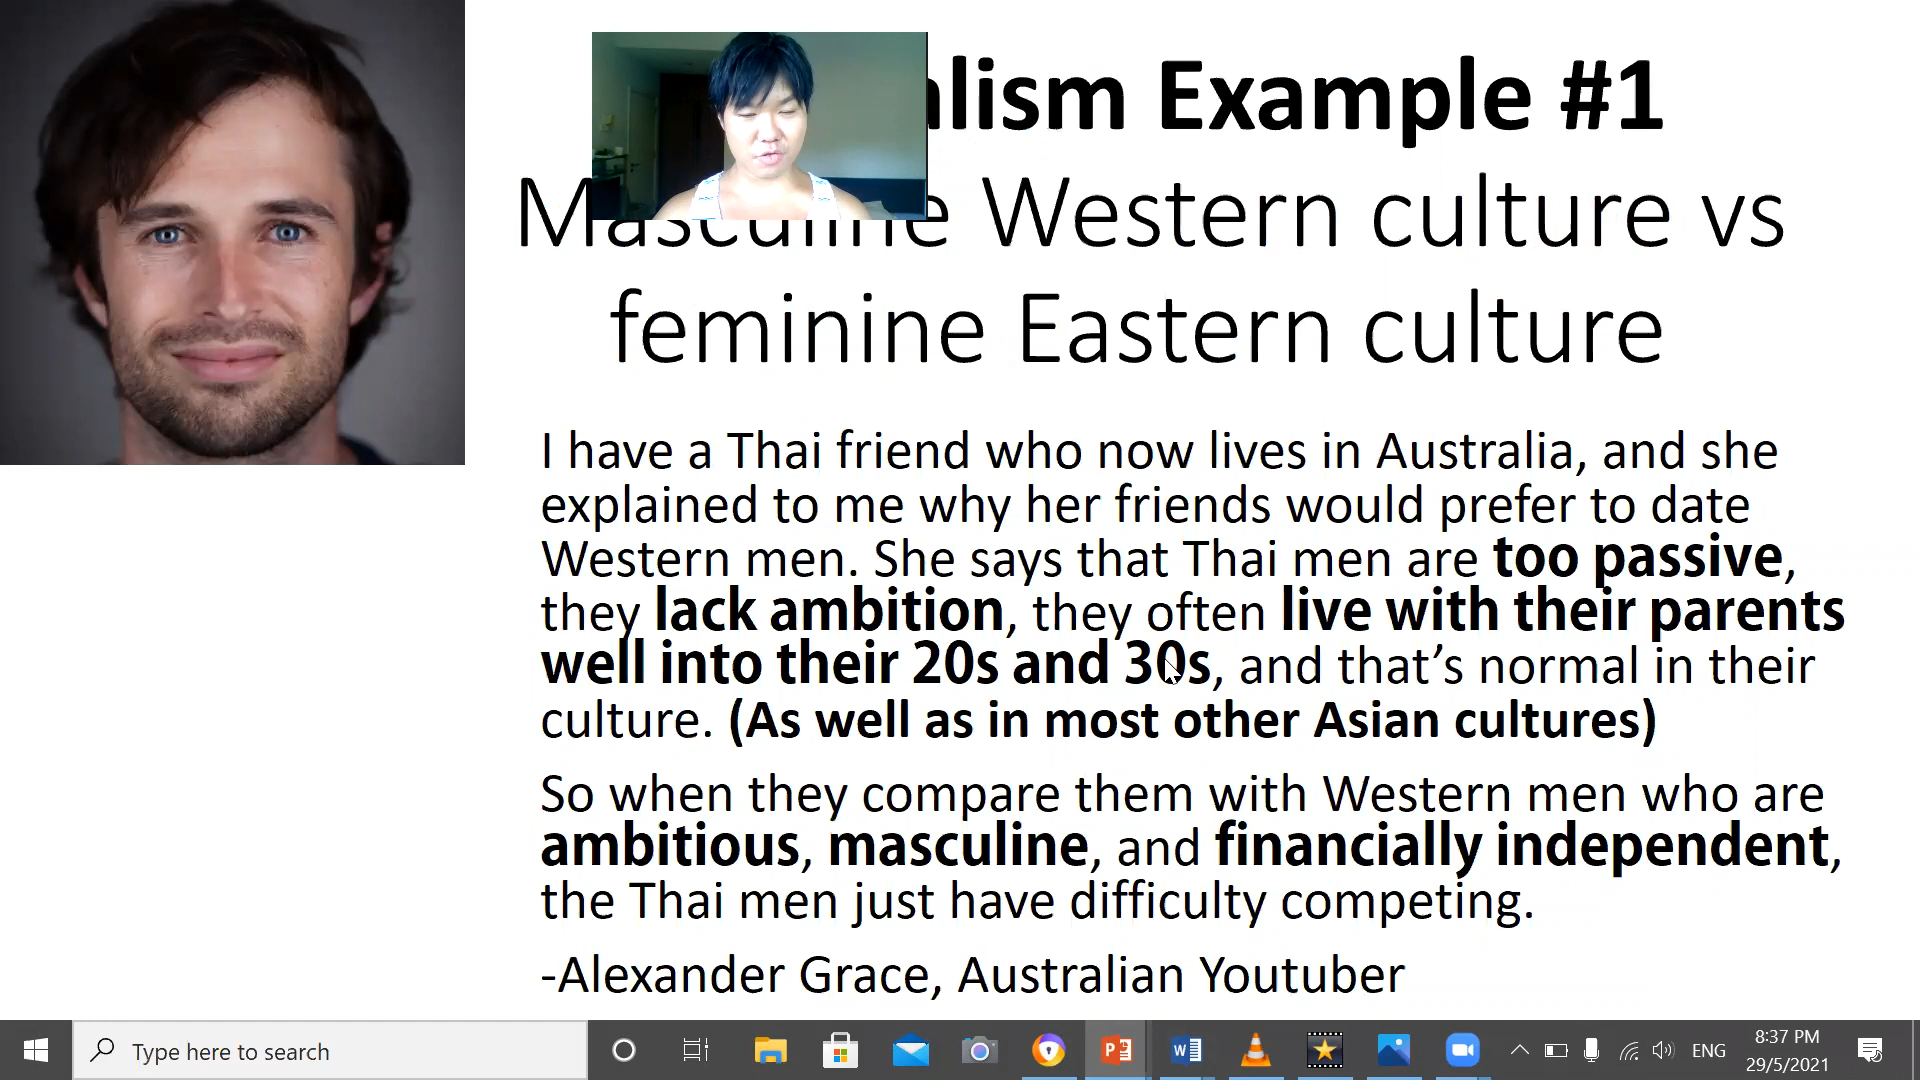 alism Example #1
Masculine Western culture vs
feminine Eastern culture
I have a Thai friend who now lives in Australia, and she
explained to me why her friends would prefer to date
Western men. She says that Thai men are too passive,
they lack ambition, they often live with their parents
well into their 20s and 30s, and that’s normal in their
culture. (As well as in most other Asian cultures)
So when they compare them with Western men who are
ambitious, masculine, and financially independent,
the Thai men just have difficulty competing.
-Alexander Grace, Australian Youtuber
Type here to search
ENG
8:37 PM
29/5/2021